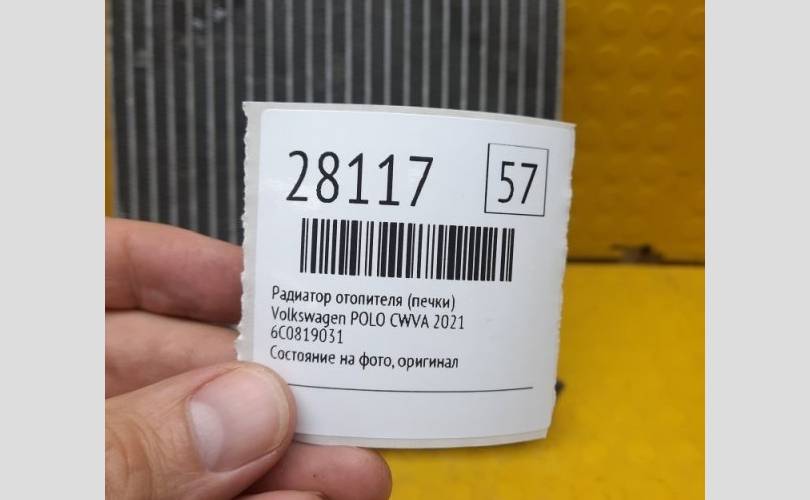 28117 57
Радиатор отопителя (печки)
Volkswagen POLO CWVA 2021
6C0819031
Состояние на фото, оригинал